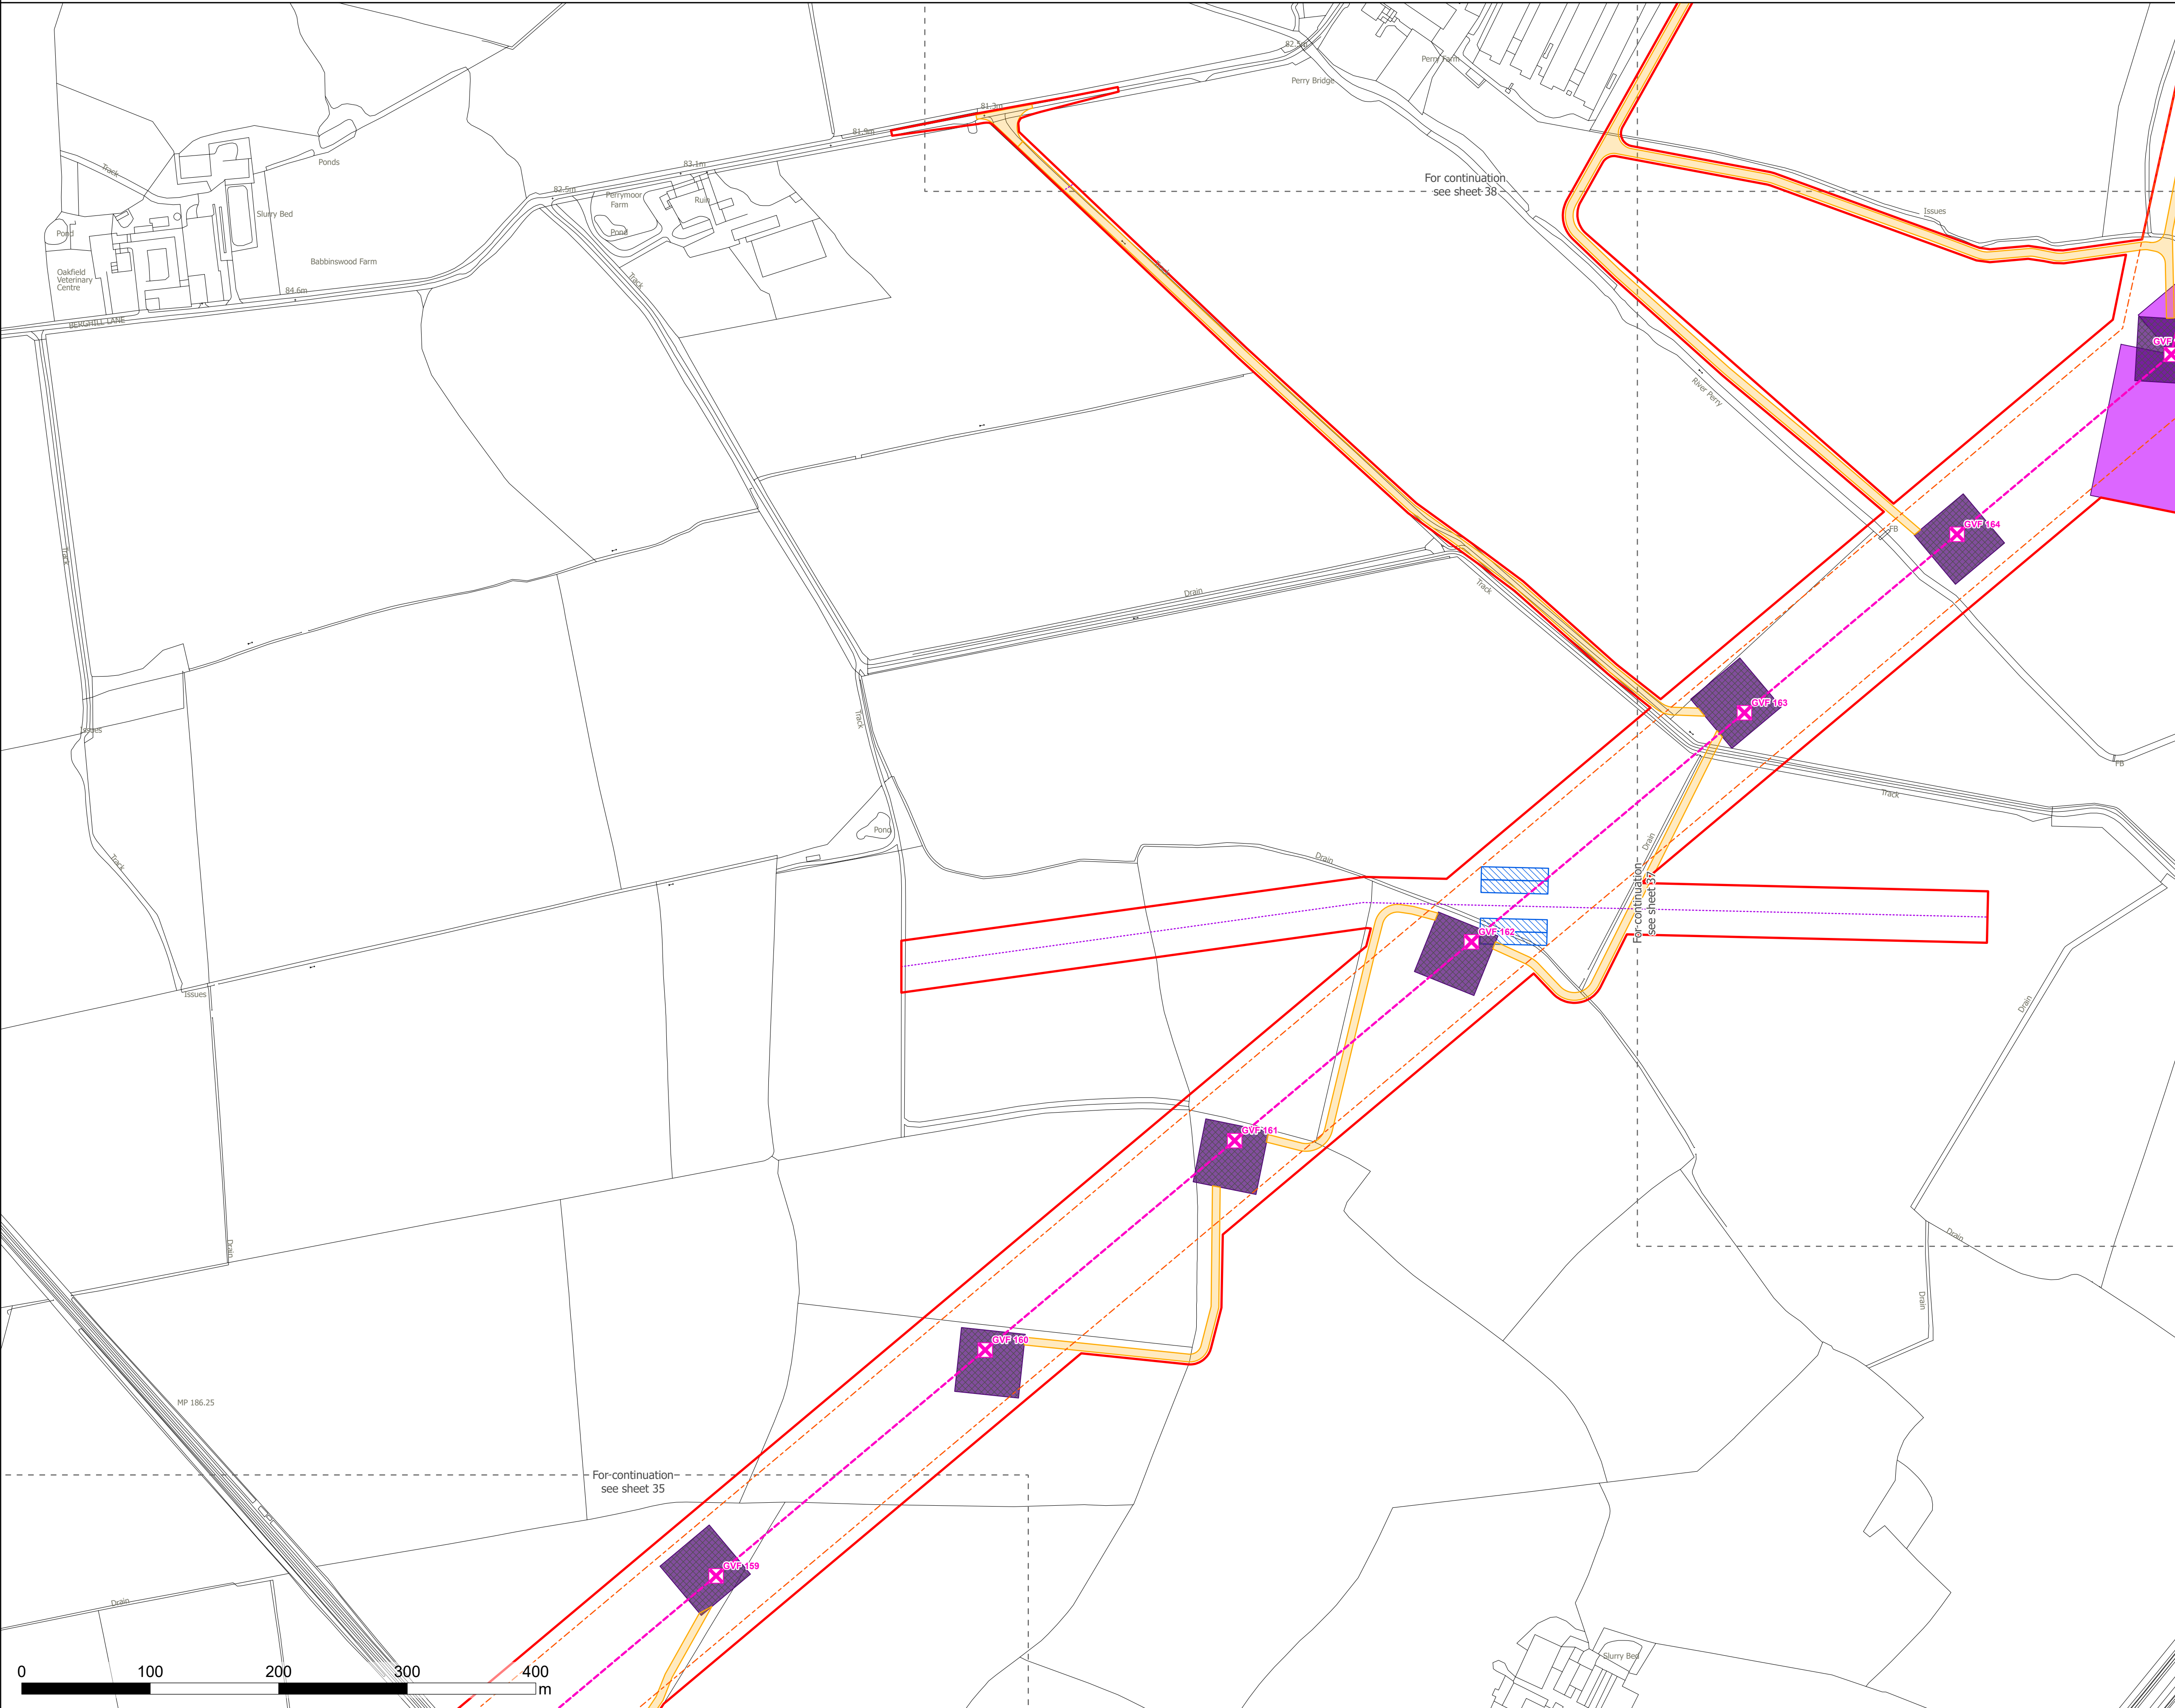 82.5m
Perry Farm
Perry Bridge
81.3m
81.9m
Ponds
83.1m
Track
82.5m
Perrymoor
Farm
Ruin
For continuation
see sheet 38
Slurry Bed
Pond
Pond
Issues
Babbinswood Farm
Oakfield
Veterinary
Centre
Track
Track
84.6m
BERGHILL LANE
GVF
River Perry
GVF 164
FB
Track
Track
Drain
GVF 163
Track
Issues
FB
Track
Pond
Drain
Drain
Track
For continuation
see sheet 37
GVF 162
Issues
Drain
GVF 161
Drain
Drain
Drain
GVF 160
MP 186.25
For continuation
see sheet 35
GVF 159
Drain
Slurry Bed
0 100 200 300 400
m